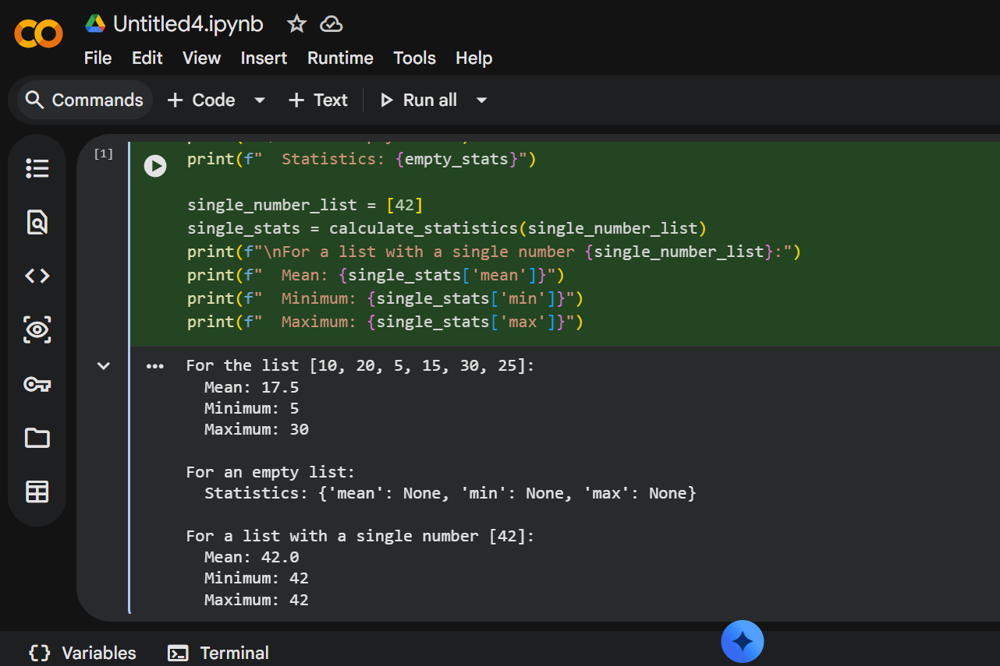 Untitled4.ipynb
File Edit View Insert Runtime Tools Help
Commands + Code + Text Run all
[1]
print(f"  Statistics: {empty_stats}")
single_number_list = [42]
single_stats = calculate_statistics(single_number_list)
print(f"\nFor a list with a single number {single_number_list}:")
print(f"  Mean: {single_stats['mean']}")
print(f"  Minimum: {single_stats['min']}")
print(f"  Maximum: {single_stats['max']}")
For the list [10, 20, 5, 15, 30, 25]:
  Mean: 17.5
  Minimum: 5
  Maximum: 30
For an empty list:
  Statistics: {'mean': None, 'min': None, 'max': None}
For a list with a single number [42]:
  Mean: 42.0
  Minimum: 42
  Maximum: 42
Variables Terminal